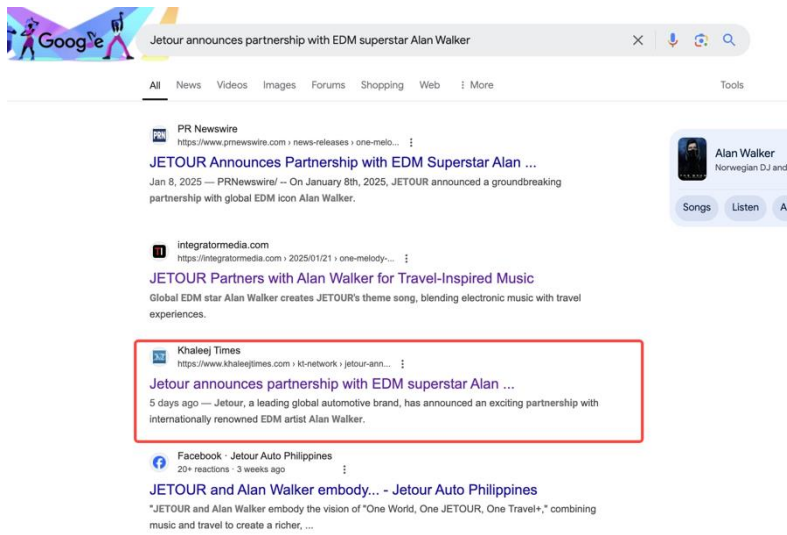 Google
Jetour announces partnership with EDM superstar Alan Walker
All News Videos Images Forums Shopping Web More Tools
PRN
PR Newswire
https://www.prnewswire.com › news-releases › one-melo...
JETOUR Announces Partnership with EDM Superstar Alan ...
Jan 8, 2025 — PRNewswire/ -- On January 8th, 2025, JETOUR announced a groundbreaking
partnership with global EDM icon Alan Walker.
Alan Walker
Norwegian DJ and
Songs Listen A
integratormedia.com
https://integratormedia.com › 2025/01/21 › one-melody-...
JETOUR Partners with Alan Walker for Travel-Inspired Music
Global EDM star Alan Walker creates JETOUR's theme song, blending electronic music with travel
experiences.
Khaleej Times
https://www.khaleejtimes.com › kt-network › jetour-ann...
Jetour announces partnership with EDM superstar Alan ...
5 days ago — Jetour, a leading global automotive brand, has announced an exciting partnership with
internationally renowned EDM artist Alan Walker.
Facebook · Jetour Auto Philippines
20+ reactions · 3 weeks ago
JETOUR and Alan Walker embody... - Jetour Auto Philippines
"JETOUR and Alan Walker embody the vision of "One World, One JETOUR, One Travel+," combining
music and travel to create a richer, ...